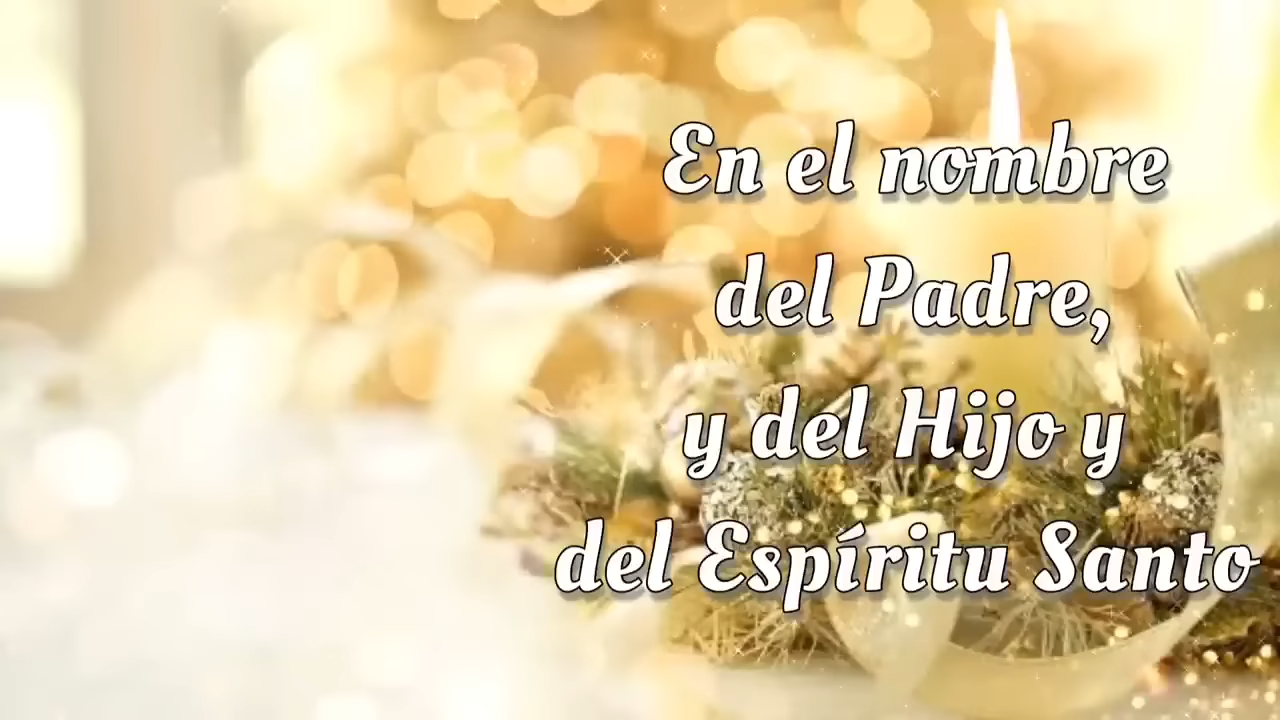 En el nombre
del Padre,
y del Hijo y
del Espíritu Santo